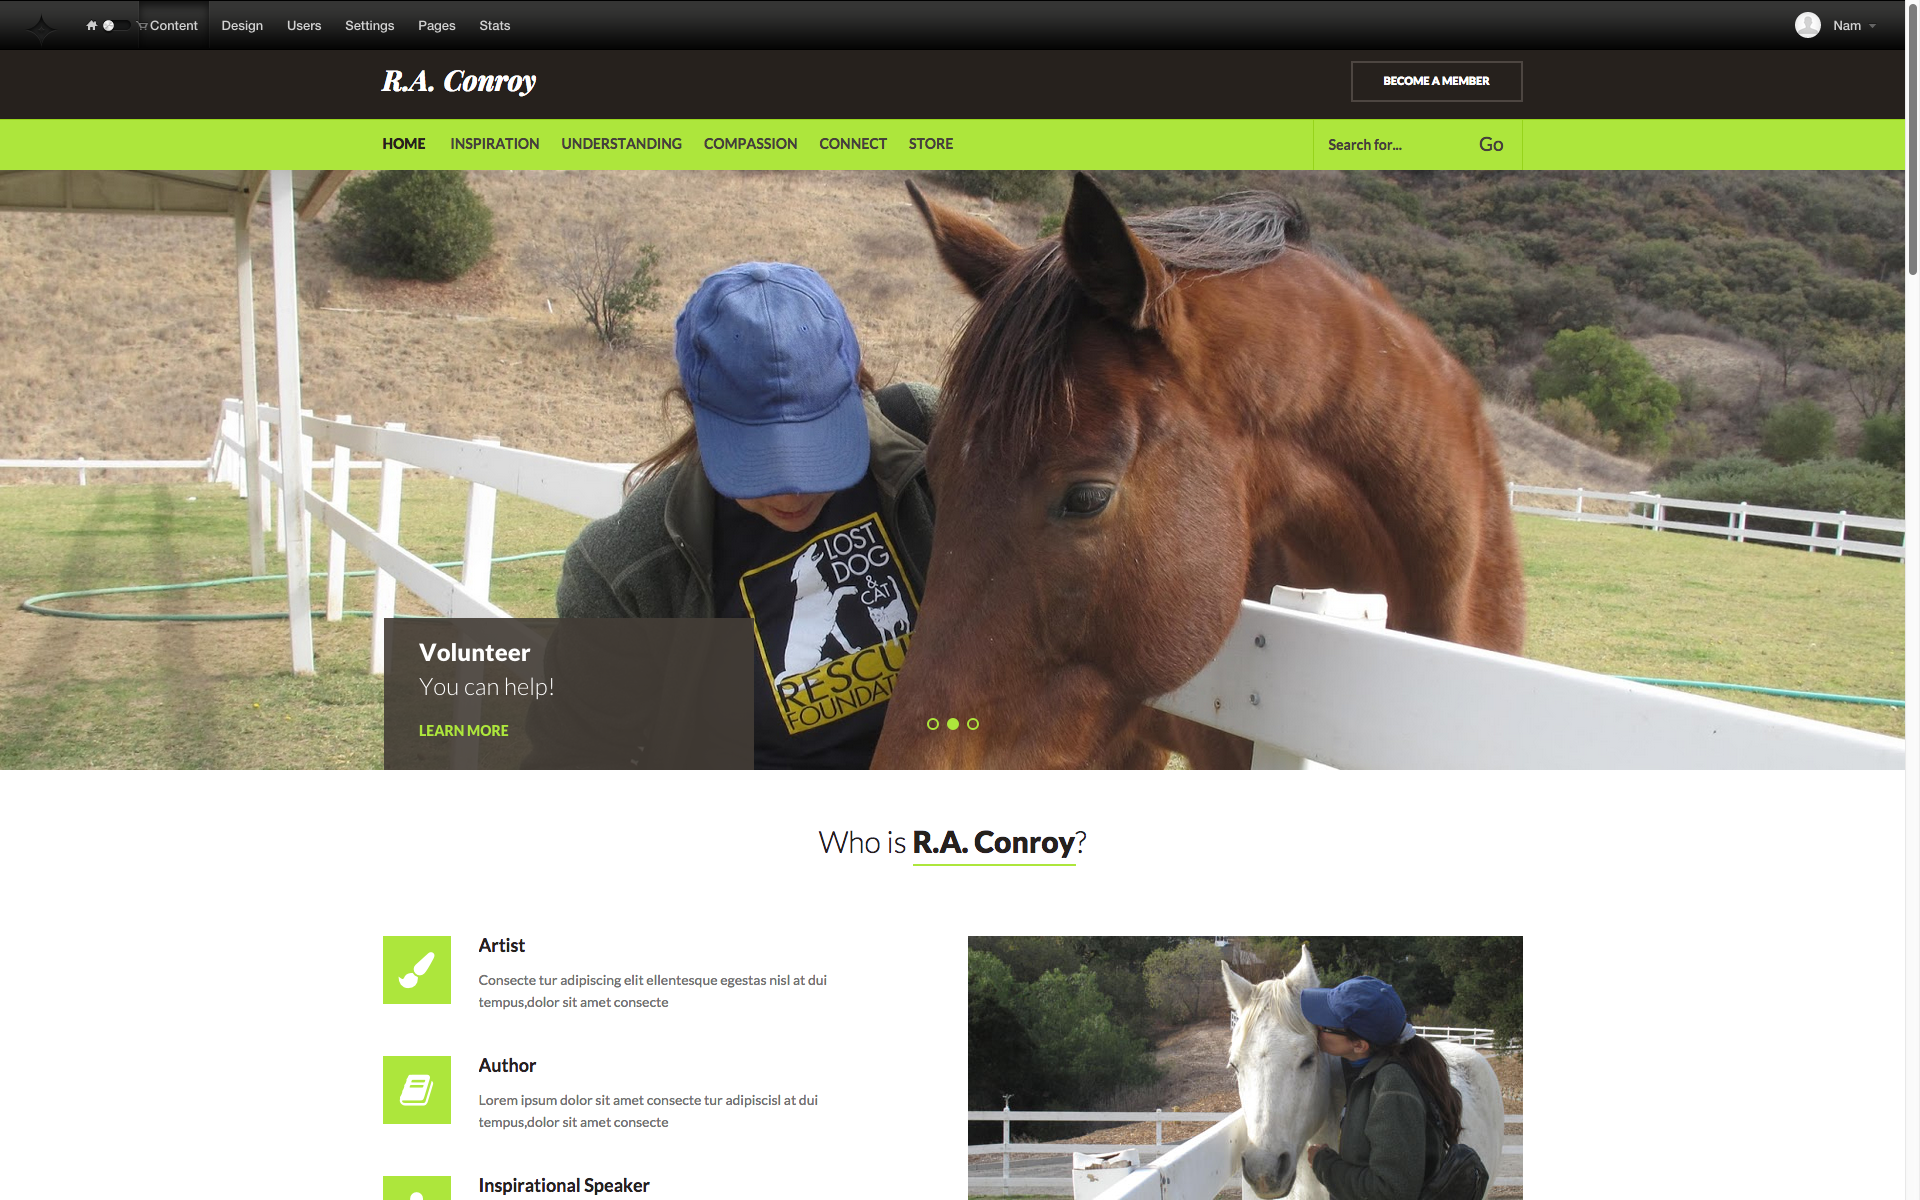 Content Design Users Settings Pages Stats Nam
R.A. Conroy
BECOME A MEMBER
HOME INSPIRATION UNDERSTANDING COMPASSION CONNECT STORE Search for... Go
LOST
DOG
& CAT
RESCU
FOUNDAT
Volunteer
You can help!
LEARN MORE
Who is R.A. Conroy?
Artist
Consecte tur adipiscing elit ellentesque egestas nisl at dui
tempus,dolor sit amet consecte
Author
Lorem ipsum dolor sit amet consecte tur adipiscisl at dui
tempus,dolor sit amet consecte
Inspirational Speaker